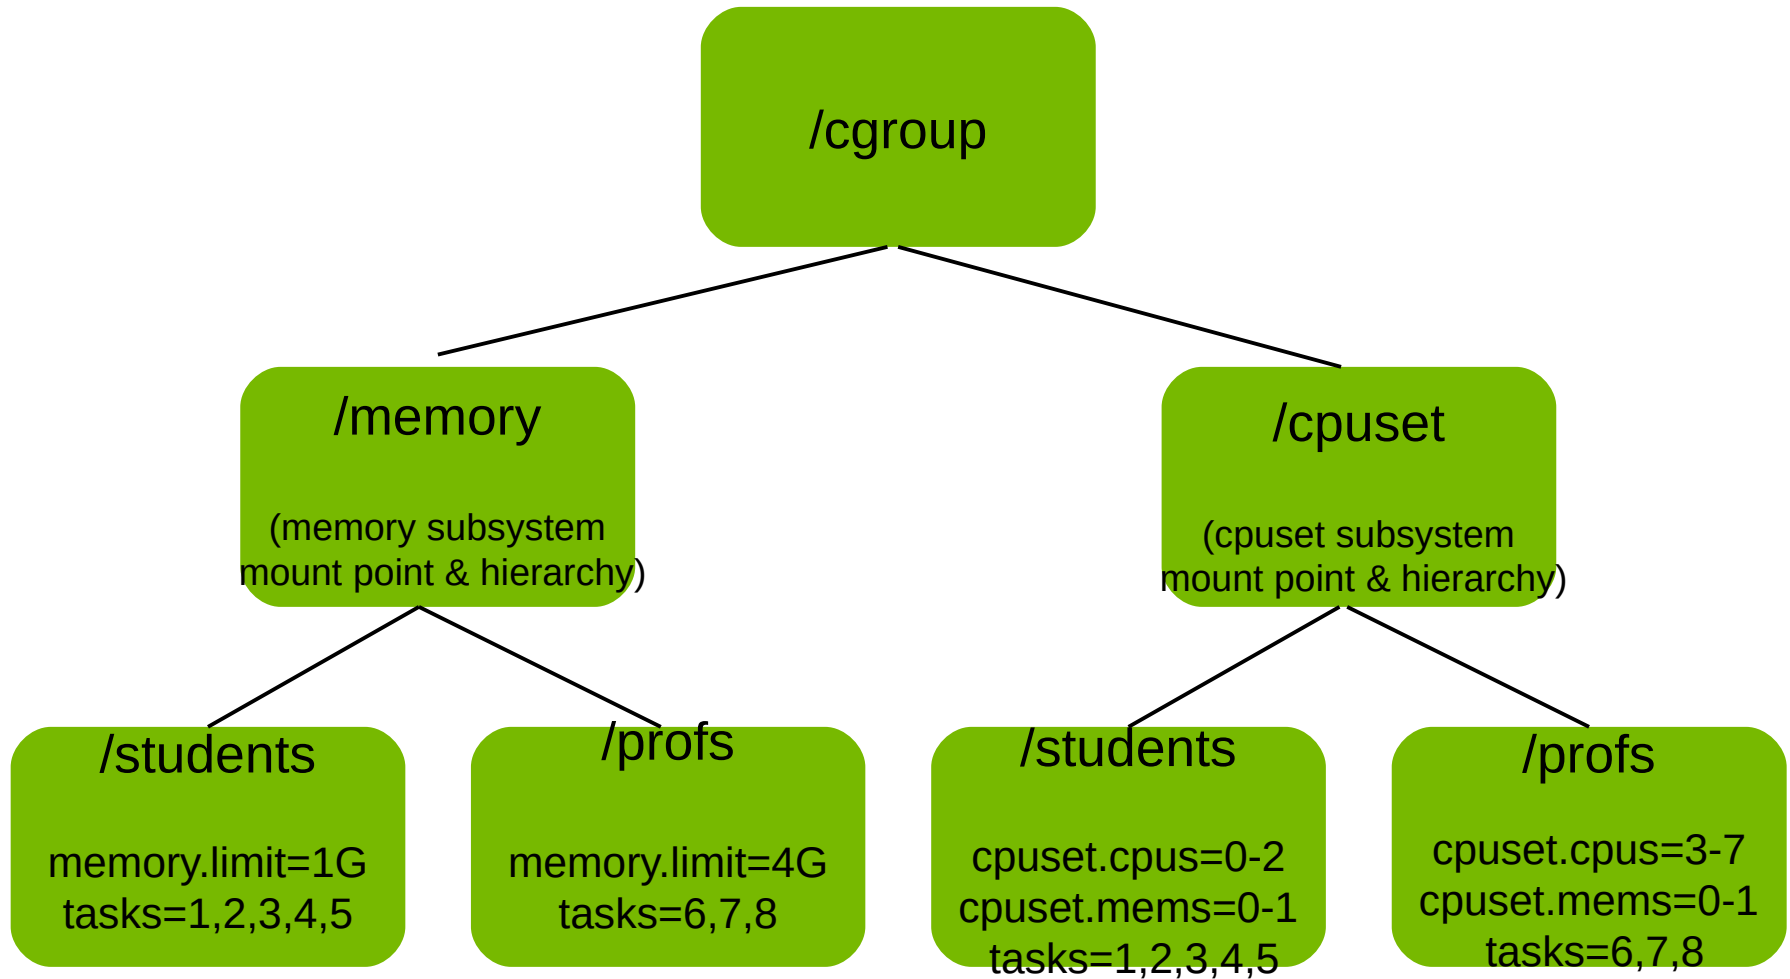 /cgroup
/memory
(memory subsystem
mount point & hierarchy)
/cpuset
(cpuset subsystem
mount point & hierarchy)
/students
memory.limit=1G
tasks=1,2,3,4,5
/profs
memory.limit=4G
tasks=6,7,8
/students
cpuset.cpus=0-2
cpuset.mems=0-1
tasks=1,2,3,4,5
/profs
cpuset.cpus=3-7
cpuset.mems=0-1
tasks=6,7,8